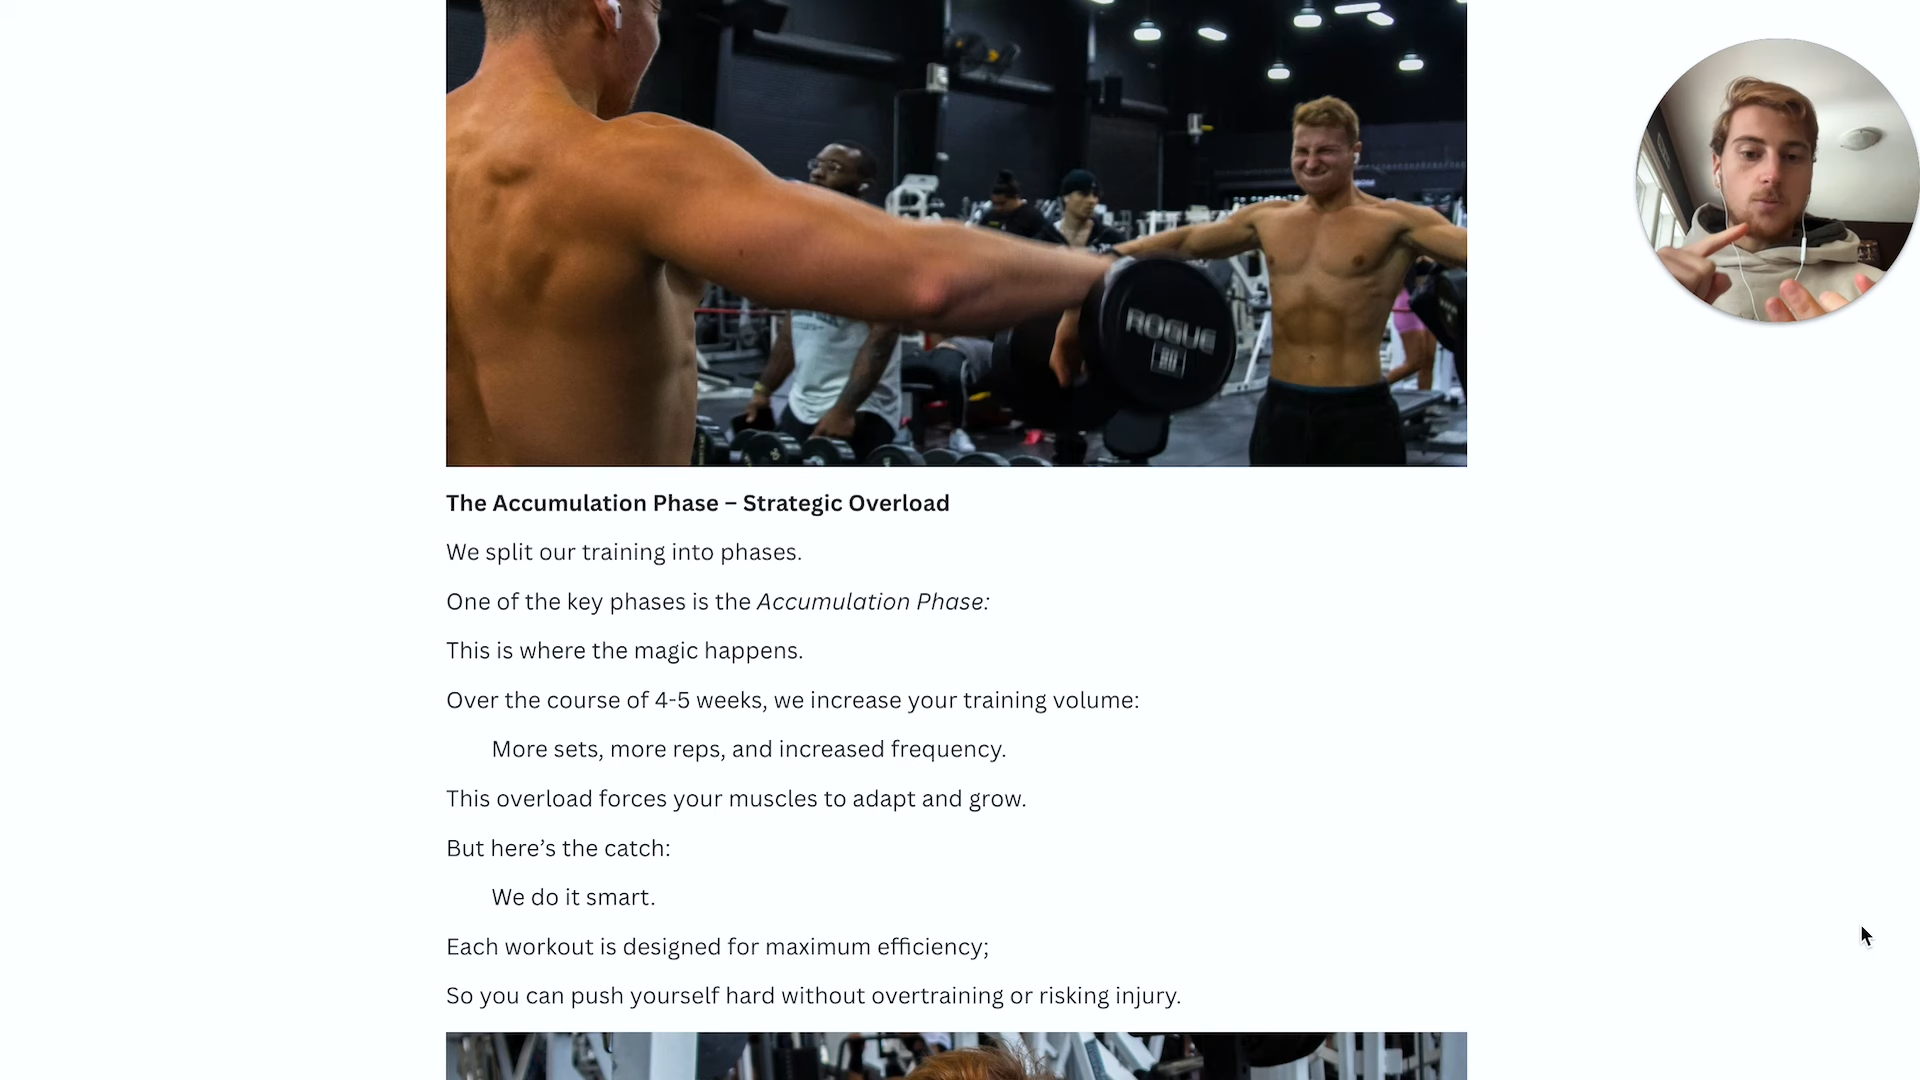 ROGUE
The Accumulation Phase – Strategic Overload
We split our training into phases.
One of the key phases is the Accumulation Phase:
This is where the magic happens.
Over the course of 4-5 weeks, we increase your training volume:
More sets, more reps, and increased frequency.
This overload forces your muscles to adapt and grow.
But here’s the catch:
We do it smart.
Each workout is designed for maximum efficiency;
So you can push yourself hard without overtraining or risking injury.